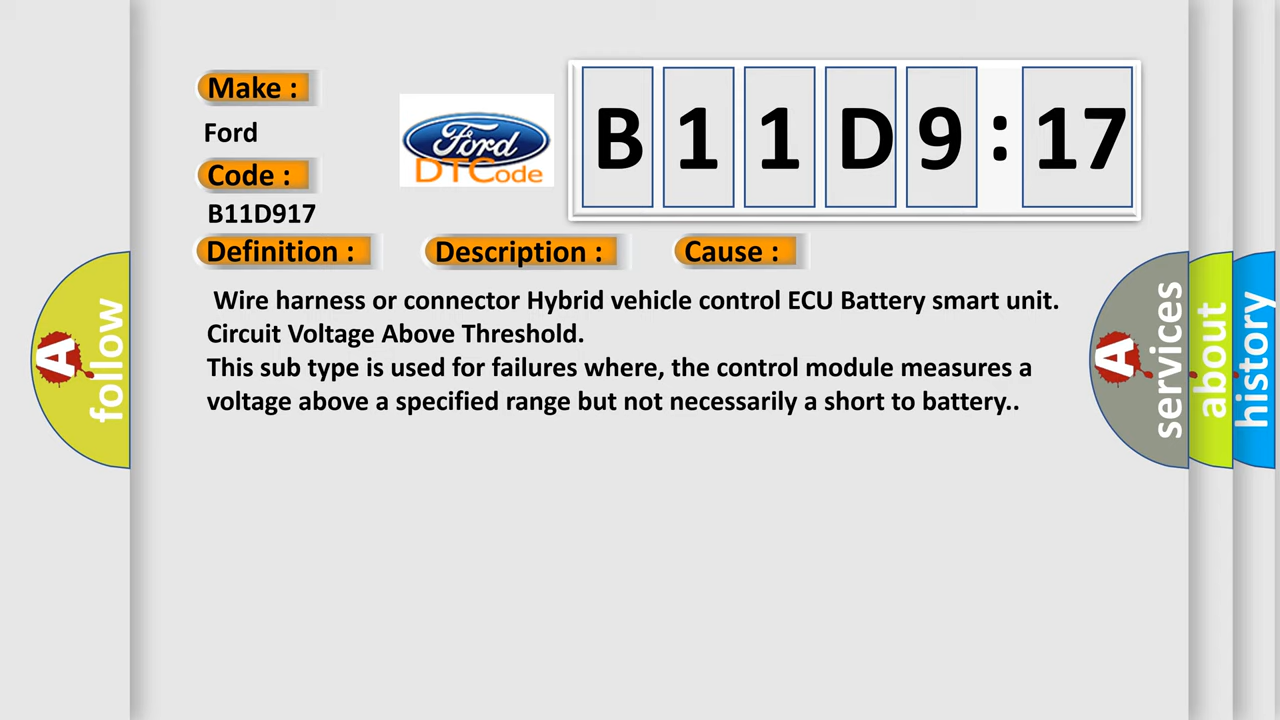 Make :
Ford
Code :
B11D917
Ford
DTCode
B 1 1 D 9 : 17
Definition :
Description :
Cause :
Wire harness or connector Hybrid vehicle control ECU Battery smart unit.
Circuit Voltage Above Threshold.
This sub type is used for failures where, the control module measures a
voltage above a specified range but not necessarily a short to battery..
A
follow
A
services
about
history